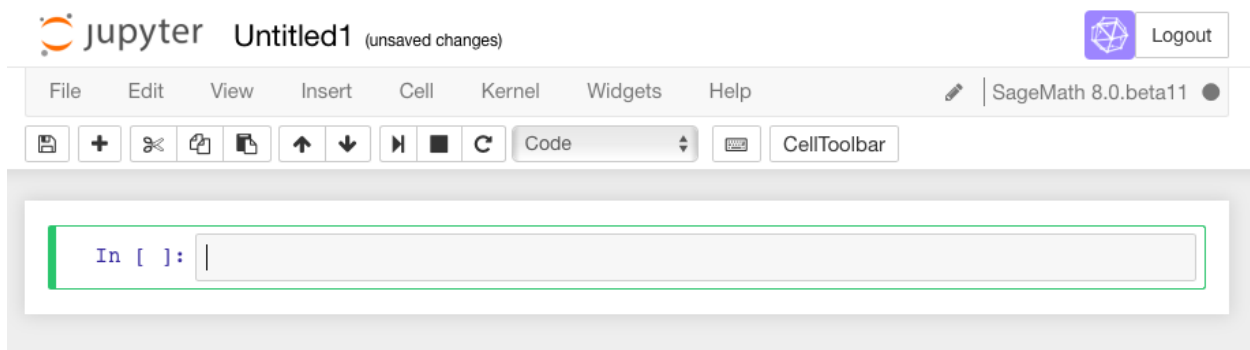 jupyter Untitled1 (unsaved changes) Logout
File Edit View Insert Cell Kernel Widgets Help SageMath 8.0.beta11
Code CellToolbar
In [ ]: